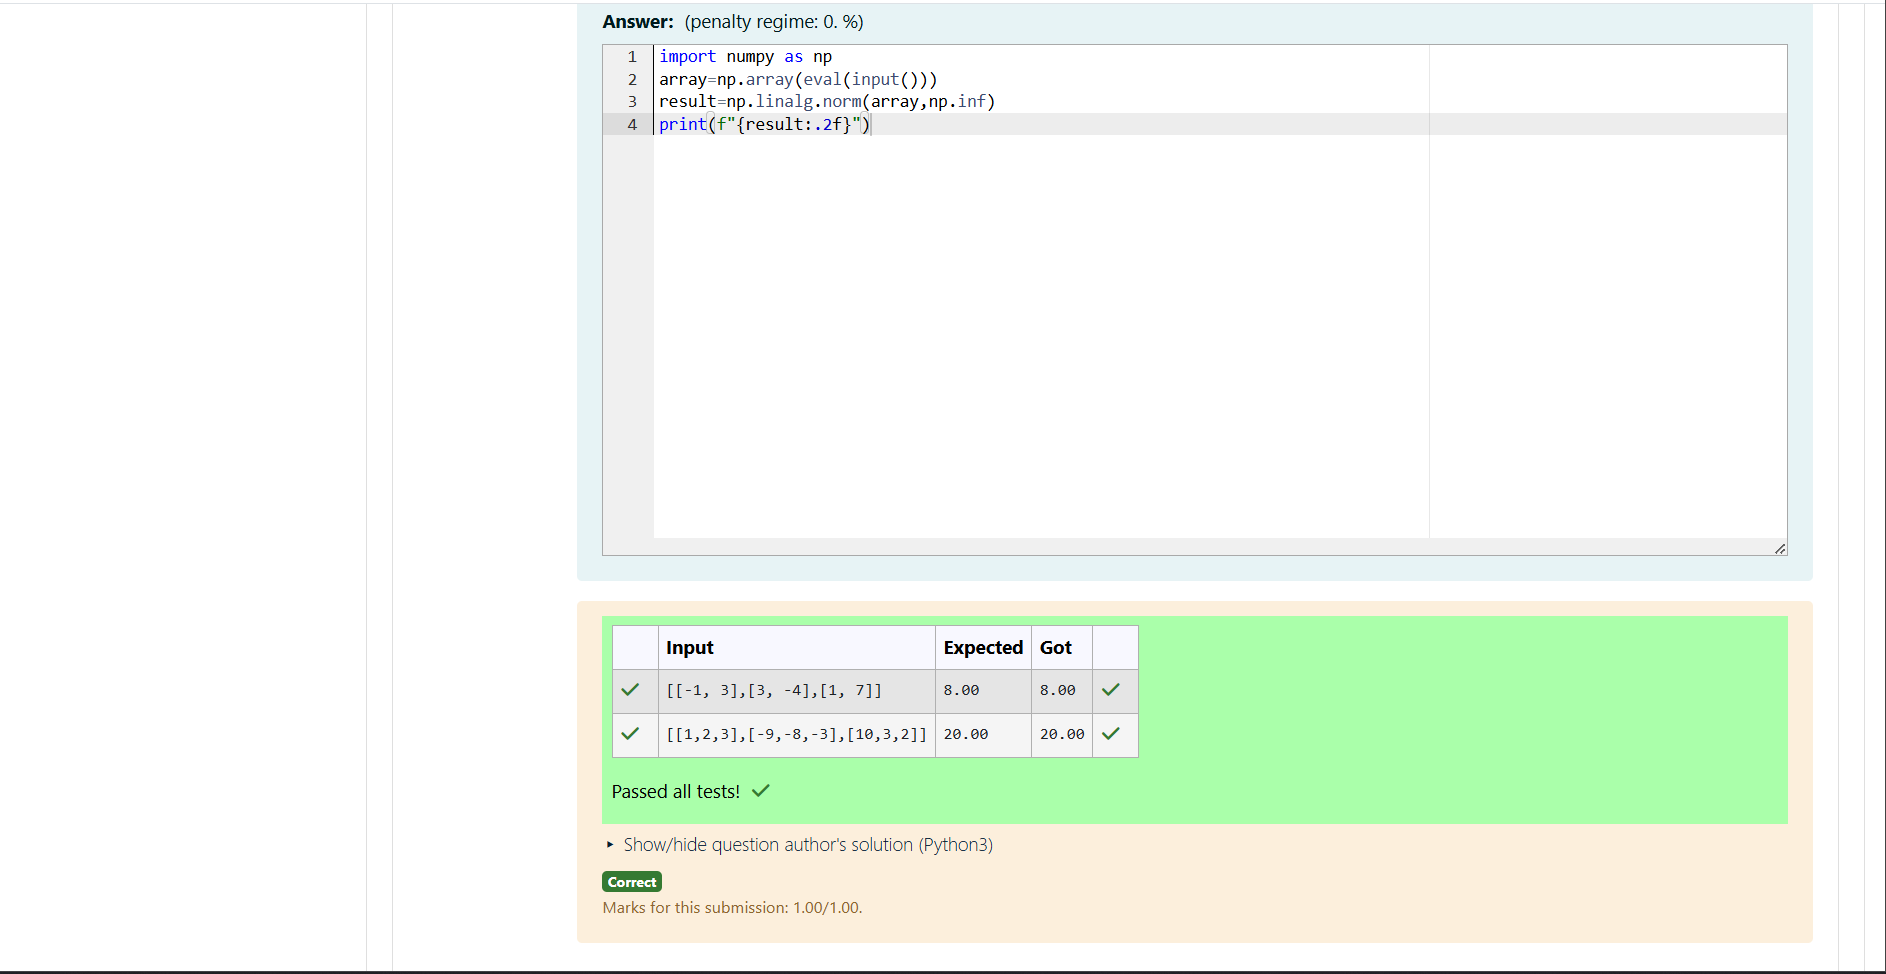 Answer: (penalty regime: 0. %)
1 import numpy as np
2 array=np.array(eval(input()))
3 result=np.linalg.norm(array,np.inf)
4 print(f"{result:.2f}")
Input Expected Got
[[-1, 3],[3, -4],[1, 7]] 8.00 8.00
[[1,2,3],[-9,-8,-3],[10,3,2]] 20.00 20.00
Passed all tests!
Show/hide question author's solution (Python3)
Correct
Marks for this submission: 1.00/1.00.